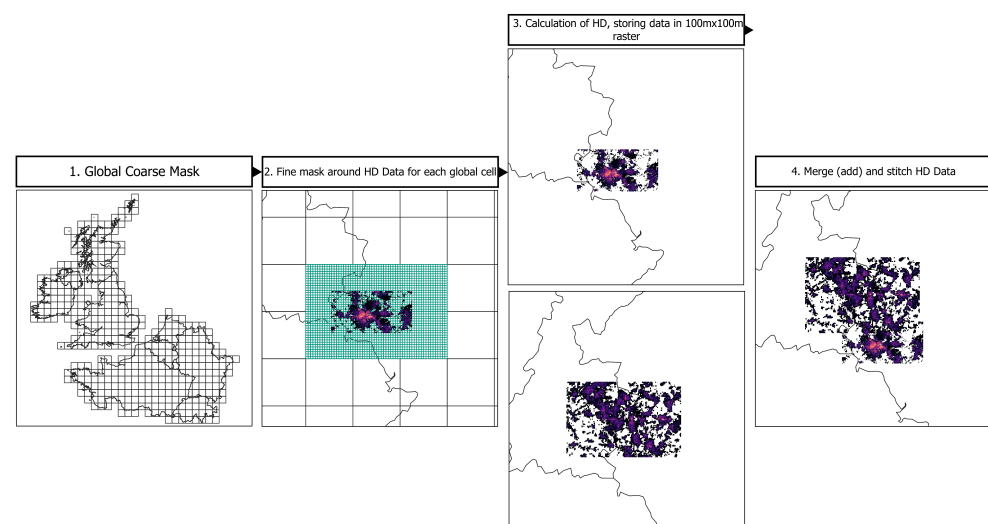 1. Global Coarse Mask
2. Fine mask around HD Data for each global cell
3. Calculation of HD, storing data in 100mx100m
raster
4. Merge (add) and stitch HD Data